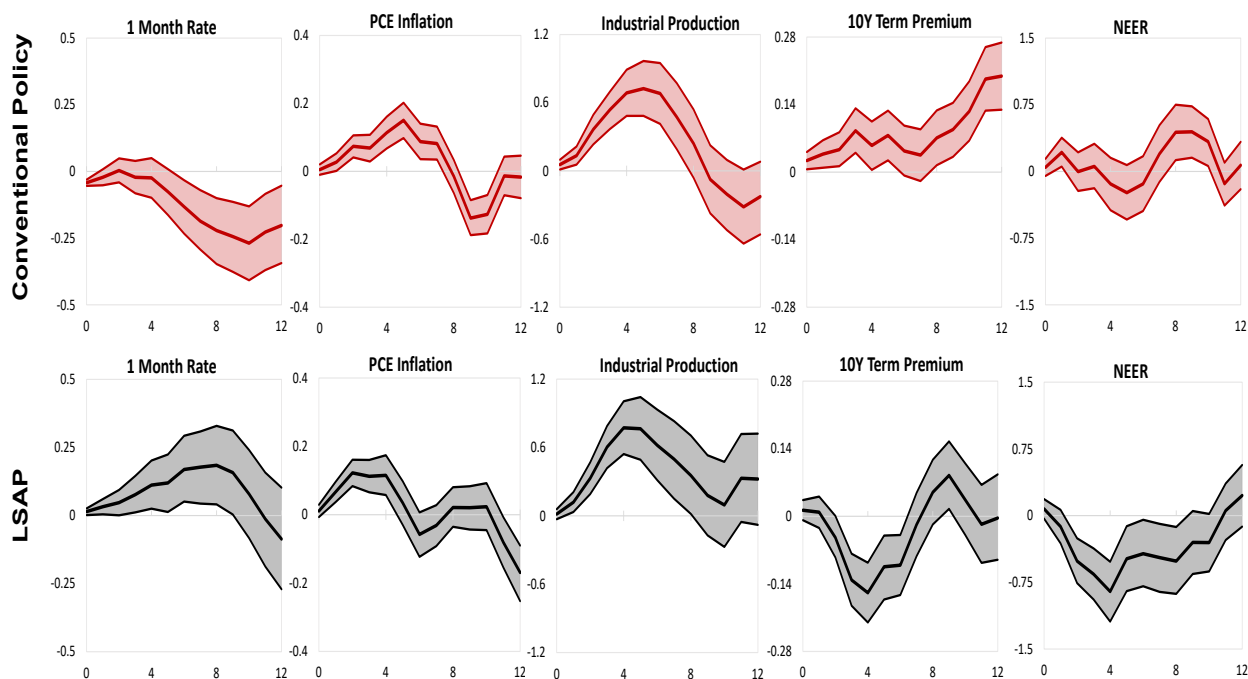 Conventional Policy
1 Month Rate
0.5
0.25
0
-0.25
-0.5
0 4 8 12
PCE Inflation
0.4
0.2
0.0
-0.2
-0.4
0 4 8 12
Industrial Production
1.2
0.6
0
-0.6
-1.2
0 4 8 12
10Y Term Premium
0.28
0.14
0
-0.14
-0.28
0 4 8 12
NEER
1.5
0.75
0
-0.75
-1.5
0 4 8 12
LSAP
1 Month Rate
0.5
0.25
0
-0.25
-0.5
0 4 8 12
PCE Inflation
0.4
0.2
0.0
-0.2
-0.4
0 4 8 12
Industrial Production
1.2
0.6
0
-0.6
-1.2
0 4 8 12
10Y Term Premium
0.28
0.14
0
-0.14
-0.28
0 4 8 12
NEER
1.5
0.75
0
-0.75
-1.5
0 4 8 12